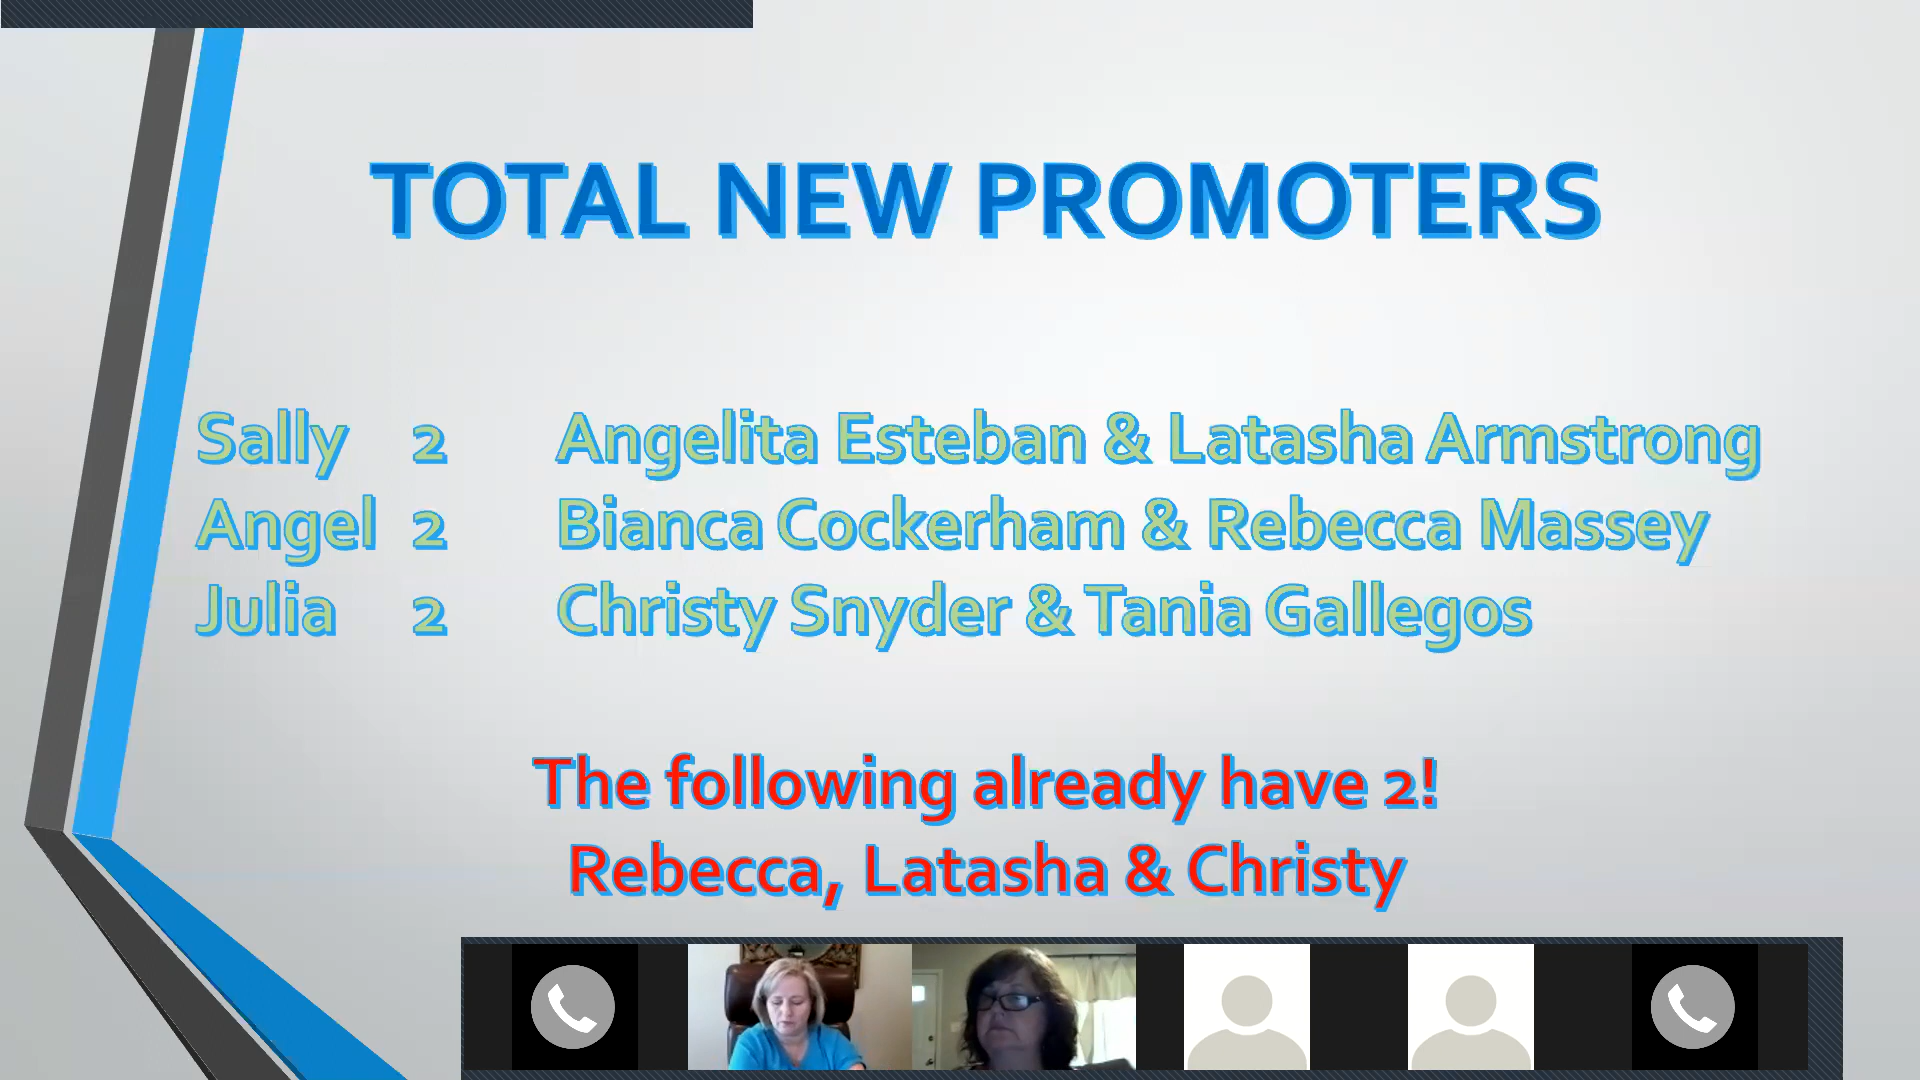 TOTAL NEW PROMOTERS
Sally 2 Angelita Esteban & Latasha Armstrong
Angel 2 Bianca Cockerham & Rebecca Massey
Julia 2 Christy Snyder & Tania Gallegos
The following already have 2!
Rebecca, Latasha & Christy